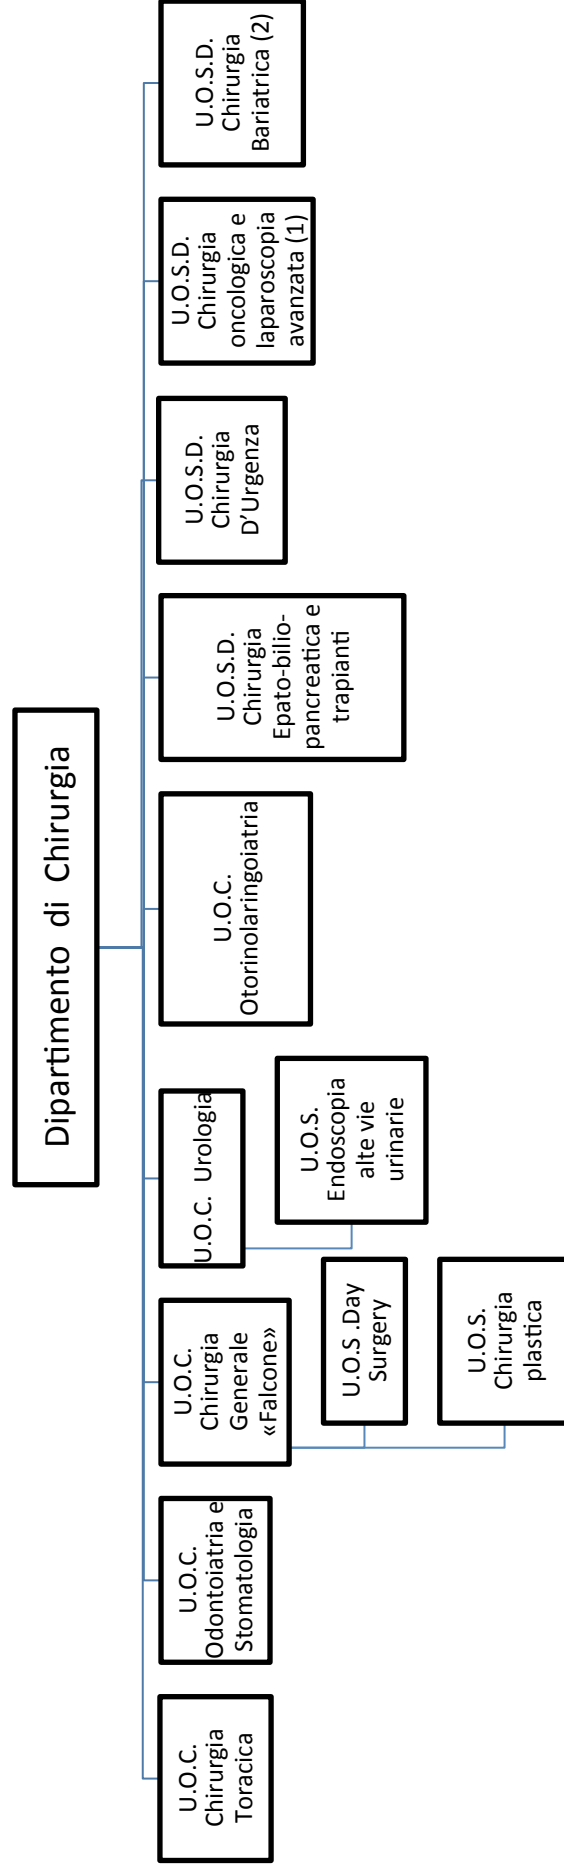 Dipartimento di Chirurgia
U.O.C.
Chirurgia
Toracica
U.O.C.
Odontoiatria e
Stomatologia
U.O.C.
Chirurgia
Generale
«Falcone»
U.O.S .Day
Surgery
U.O.S.
Chirurgia
plastica
U.O.C. Urologia
U.O.S.
Endoscopia
alte vie
urinarie
U.O.C.
Otorinolaringoiatria
U.O.S.D.
Chirurgia
Epato-bilio-
pancreatica e
trapianti
U.O.S.D.
Chirurgia
D'Urgenza
U.O.S.D.
Chirurgia
oncologica e
laparoscopia
avanzata (1)
U.O.S.D.
Chirurgia
Bariatrica (2)